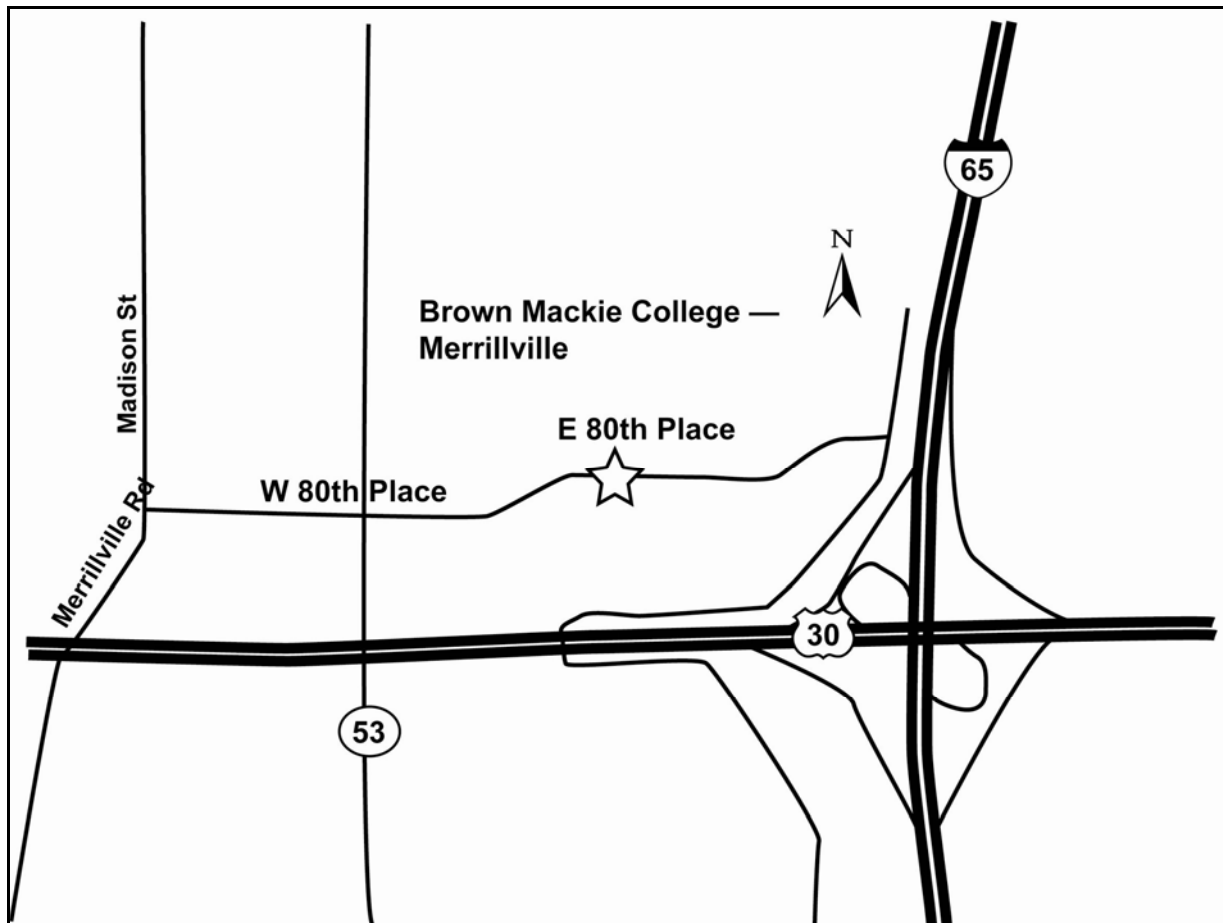 65
N
Brown Mackie College —
Merrillville
Madison St
E 80th Place
W 80th Place
Merrillville Rd
30
53